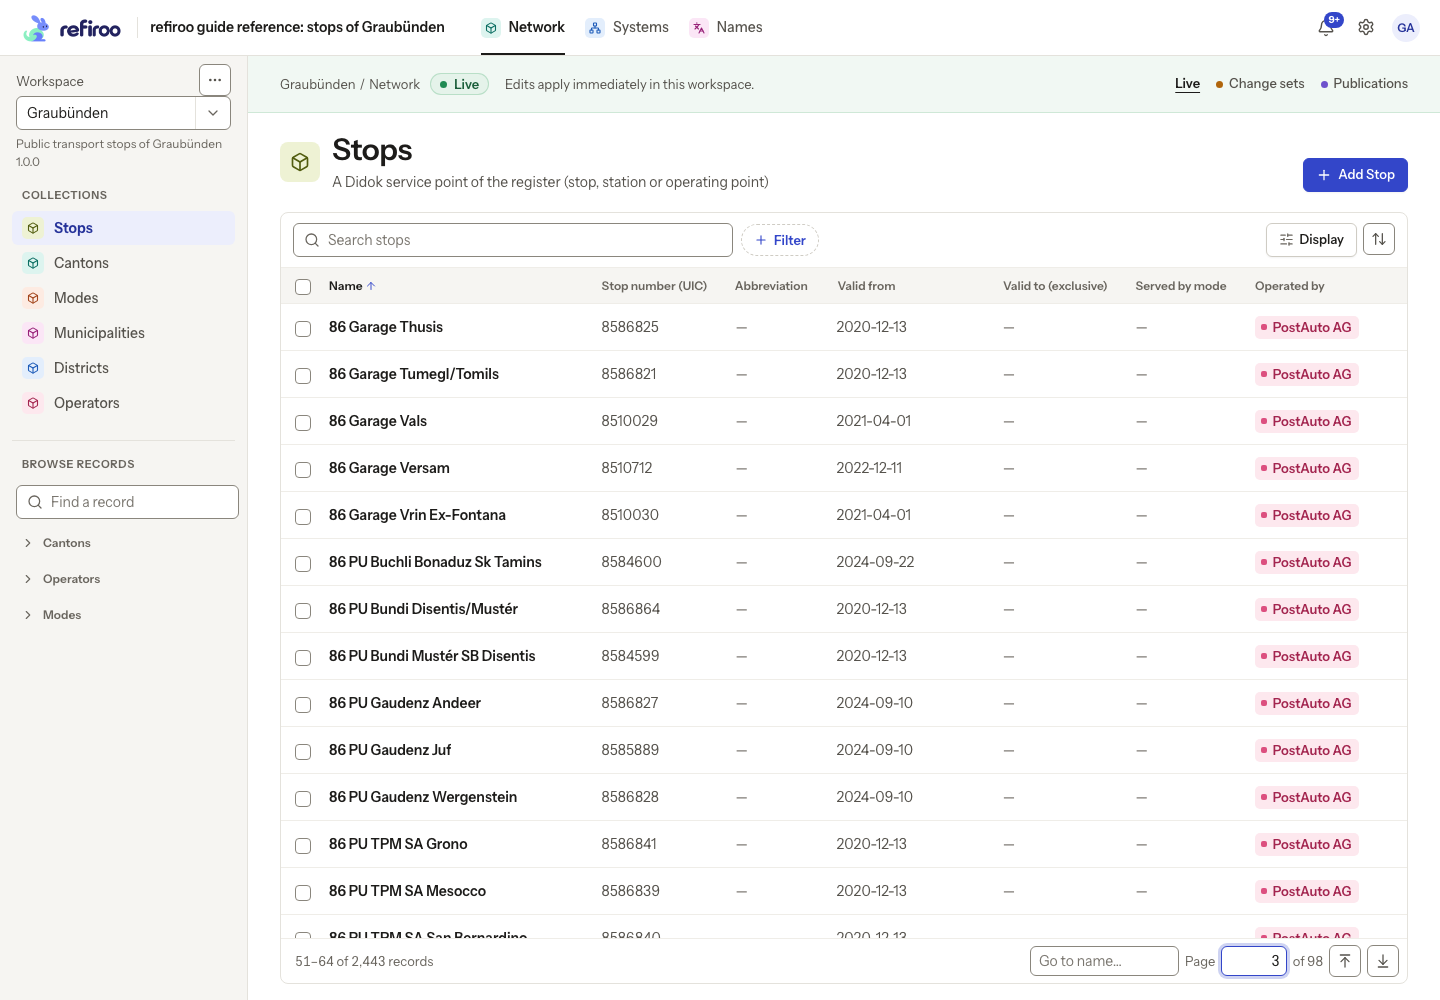 refiroo
refiroo guide reference: stops of Graubünden
Network
Systems
Names
9+
GA
Workspace
Graubünden
Public transport stops of Graubünden
1.0.0
COLLECTIONS
Stops
Cantons
Modes
Municipalities
Districts
Operators
BROWSE RECORDS
Find a record
Cantons
Operators
Modes
Graubünden / Network
Live
Edits apply immediately in this workspace.
Live
Change sets
Publications
Stops
A Didok service point of the register (stop, station or operating point)
Add Stop
Search stops
Filter
Display
Name Stop number (UIC) Abbreviation Valid from Valid to (exclusive) Served by mode Operated by
86 Garage Thusis 8586825 — 2020-12-13 — — PostAuto AG
86 Garage Tumegl/Tomils 8586821 — 2020-12-13 — — PostAuto AG
86 Garage Vals 8510029 — 2021-04-01 — — PostAuto AG
86 Garage Versam 8510712 — 2022-12-11 — — PostAuto AG
86 Garage Vrin Ex-Fontana 8510030 — 2021-04-01 — — PostAuto AG
86 PU Buchli Bonaduz Sk Tamins 8584600 — 2024-09-22 — — PostAuto AG
86 PU Bundi Disentis/Mustér 8586864 — 2020-12-13 — — PostAuto AG
86 PU Bundi Mustér SB Disentis 8584599 — 2020-12-13 — — PostAuto AG
86 PU Gaudenz Andeer 8586827 — 2024-09-10 — — PostAuto AG
86 PU Gaudenz Juf 8585889 — 2024-09-10 — — PostAuto AG
86 PU Gaudenz Wergenstein 8586828 — 2024-09-10 — — PostAuto AG
86 PU TPM SA Grono 8586841 — 2020-12-13 — — PostAuto AG
86 PU TPM SA Mesocco 8586839 — 2020-12-13 — — PostAuto AG
86 PU TPM SA San Bernardino 8586840 2020-12-13 PostAuto AG
51–64 of 2,443 records
Go to name...
Page 3 of 98